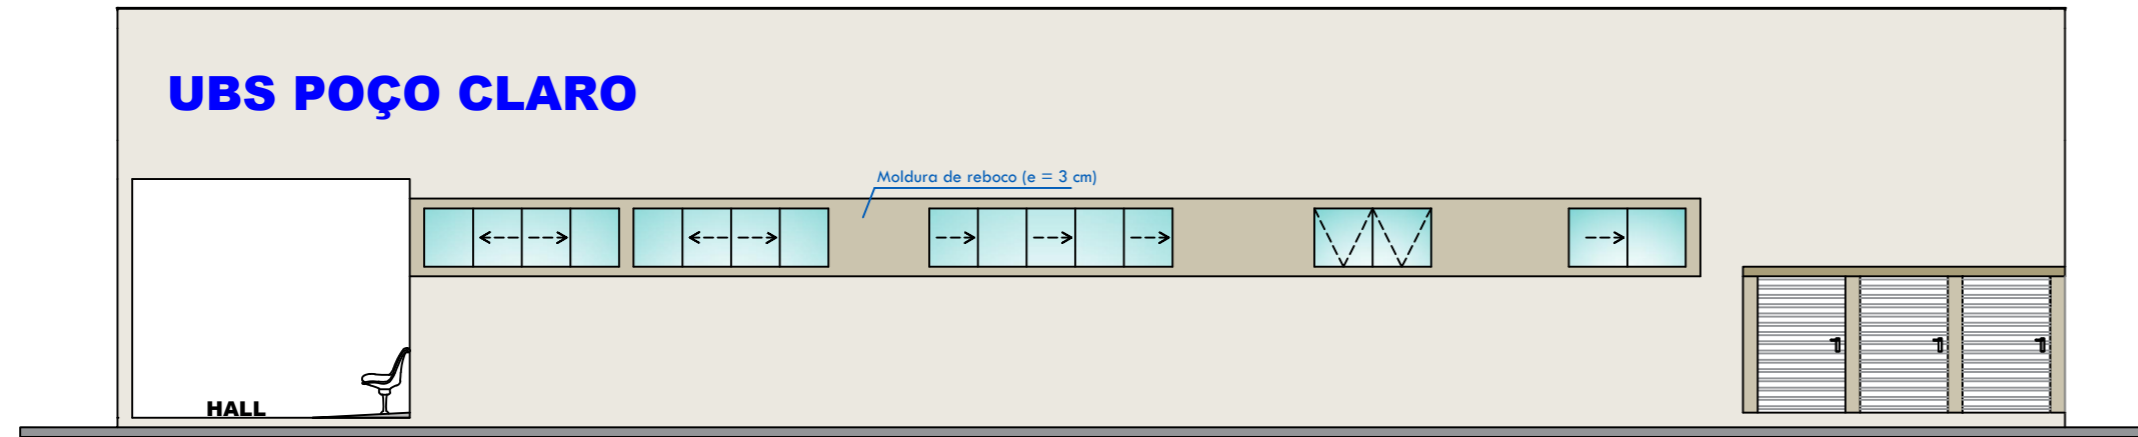 UBS POÇO CLARO
Moldura de reboco (e = 3 cm)
HALL